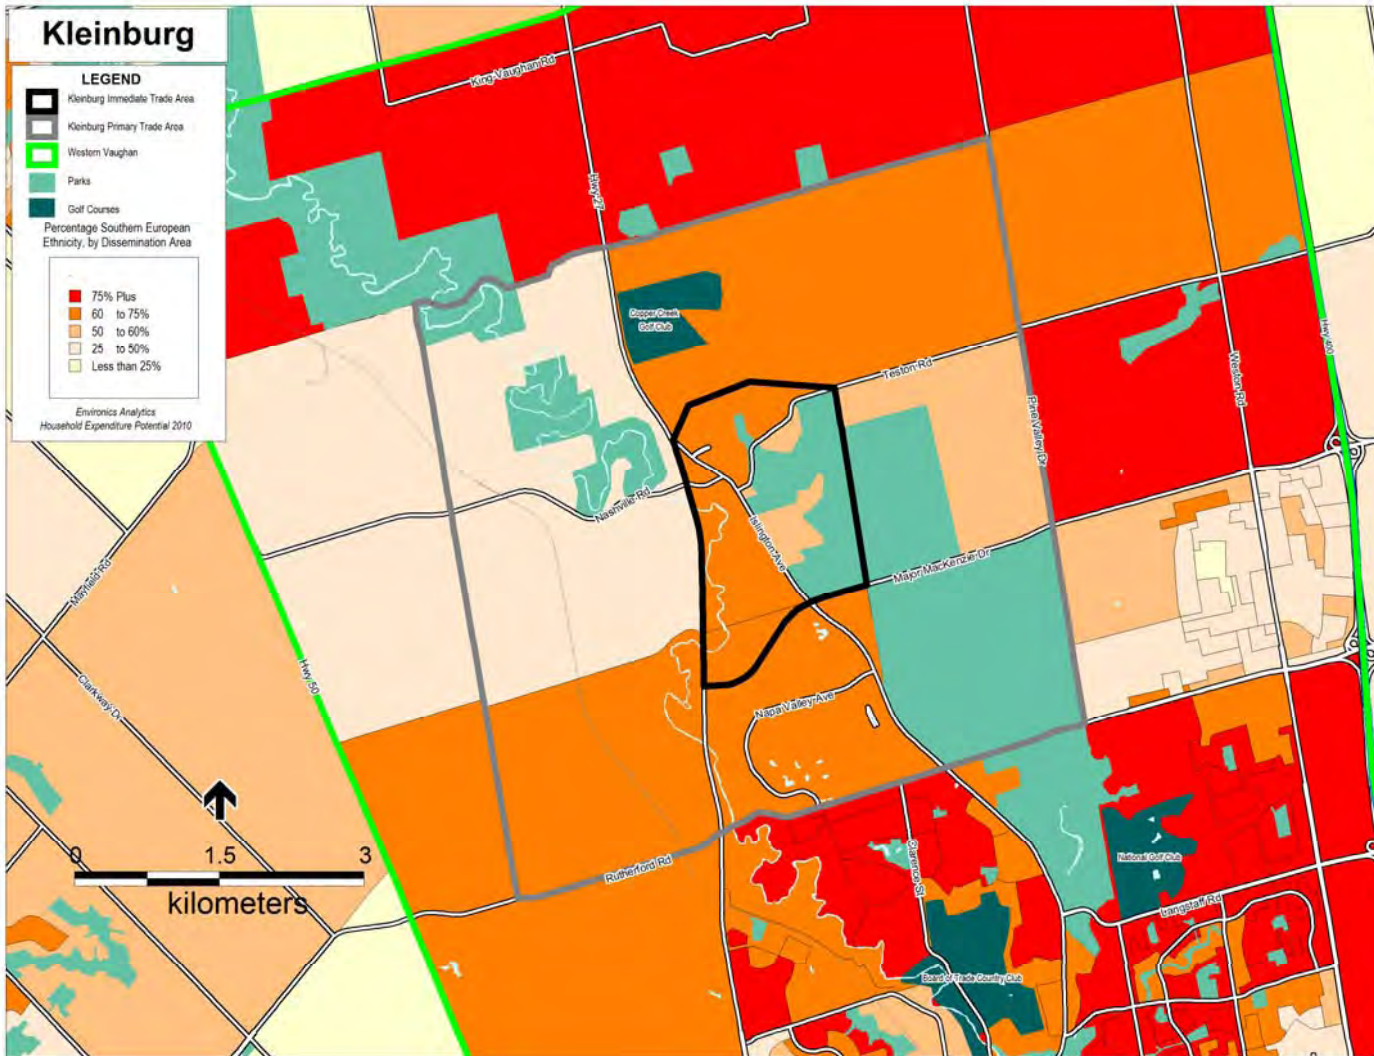 Kleinburg
LEGEND
Kleinburg Immediate Trade Area
Kleinburg Primary Trade Area
Western Vaughan
Parks
Golf Courses
Percentage Southern European
Ethnicity, by Dissemination Area
75% Plus
60 to 75%
50 to 60%
25 to 50%
Less than 25%
Environics Analytics
Household Expenditure Potential 2010
King-Vaughan Rd
Hwy 27
Copper Creek
Golf Club
Teston Rd
Hwy 400
Weston Rd
Pine Valley Dr
Nashville Rd
Islington Ave
Major MacKenzie Dr
Mayfield Rd
Hwy 50
Clarkway Dr
Napa Valley Ave
0 1.5 3
kilometers
Rutherford Rd
Clarence St
National Golf Club
Langstaff Rd
Board of Trade Country Club